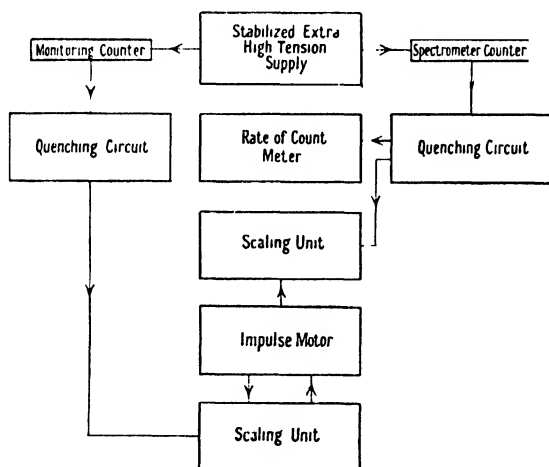 Stabilized Extra
High Tension
Supply
Monitoring Counter
Spectrometer Counter
Quenching Circuit
Rate of Count
Meter
Quenching Circuit
Scaling Unit
Impulse Motor
Scaling Unit